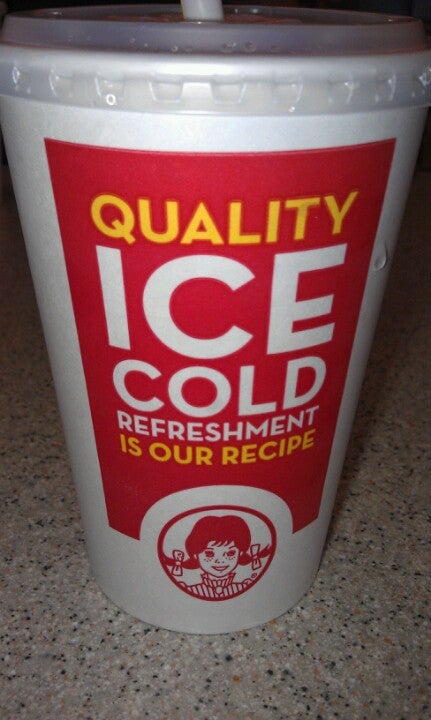 QUALITY
ICE
COLD
REFRESHMENT
IS OUR RECIPE